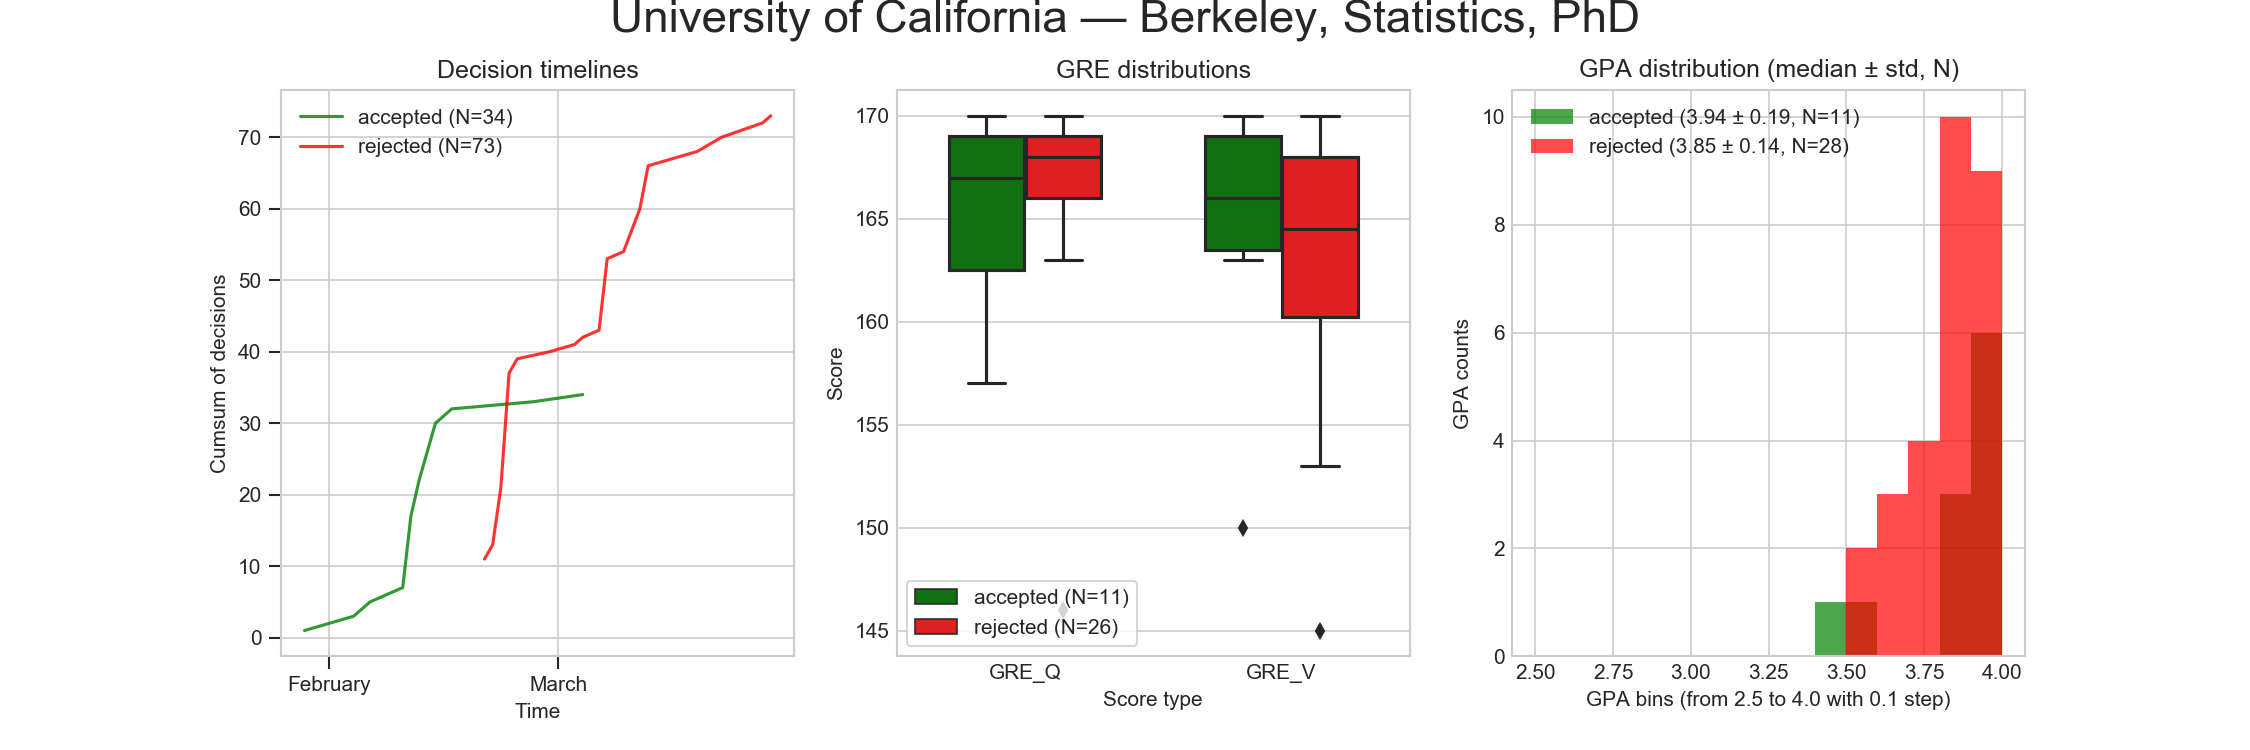 University of California — Berkeley, Statistics, PhD
Decision timelines
accepted (N=34)
rejected (N=73)
70
60
50
40
30
20
10
0
Cumsum of decisions
February
March
Time
GRE distributions
170
165
160
155
150
145
Score
accepted (N=11)
rejected (N=26)
GRE_Q
GRE_V
Score type
GPA distribution (median ± std, N)
accepted (3.94 ± 0.19, N=11)
rejected (3.85 ± 0.14, N=28)
10
8
6
4
2
0
GPA counts
2.50
2.75
3.00
3.25
3.50
3.75
4.00
GPA bins (from 2.5 to 4.0 with 0.1 step)